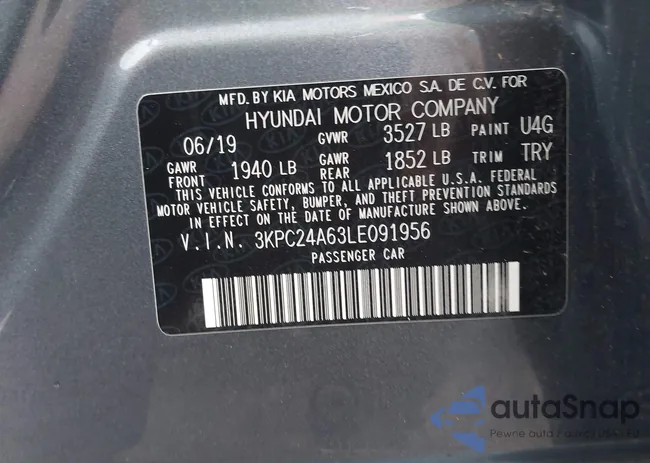 MFD. BY KIA MOTORS MEXICO S.A. DE C.V. FOR
HYUNDAI MOTOR COMPANY
06/19 GVWR 3527 LB PAINT U4G
GAWR FRONT 1940 LB GAWR REAR 1852 LB TRIM TRY
THIS VEHICLE CONFORMS TO ALL APPLICABLE U.S.A. FEDERAL
MOTOR VEHICLE SAFETY, BUMPER, AND THEFT PREVENTION STANDARDS
IN EFFECT ON THE DATE OF MANUFACTURE SHOWN ABOVE.
V.I.N. 3KPC24A63LE091956
PASSENGER CAR
autoSnap
Pewne auto